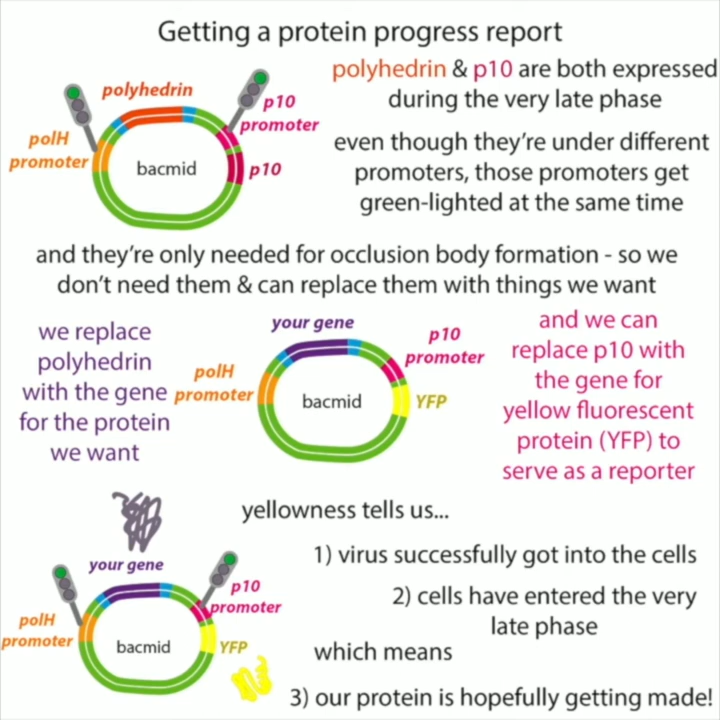 Getting a protein progress report
polyhedrin & p10 are both expressed
during the very late phase
even though they're under different
promoters, those promoters get
green-lighted at the same time
polyhedrin
p10
promoter
polH
promoter
bacmid
p10
and they're only needed for occlusion body formation - so we
don't need them & can replace them with things we want
we replace
polyhedrin
with the gene
for the protein
we want
your gene
p10
promoter
polH
promoter
bacmid
YFP
and we can
replace p10 with
the gene for
yellow fluorescent
protein (YFP) to
serve as a reporter
yellowness tells us...
1) virus successfully got into the cells
2) cells have entered the very
late phase
which means
3) our protein is hopefully getting made!
your gene
p10
promoter
polH
promoter
bacmid
YFP